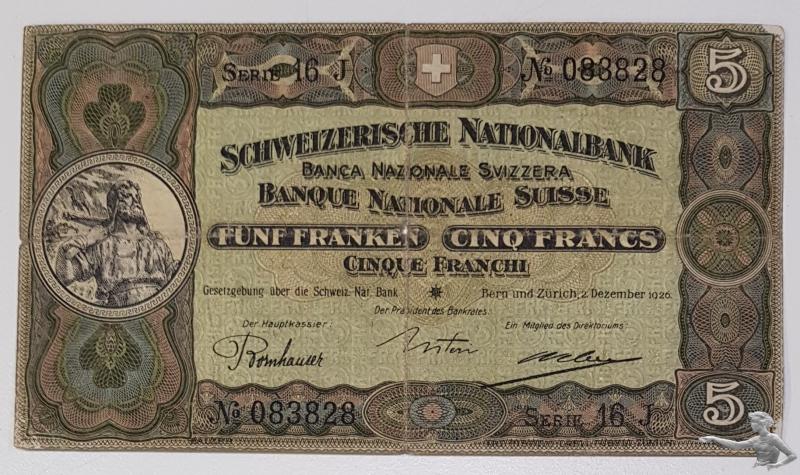 SERIE 16 J
No 083828
5
SCHWEIZERISCHE NATIONALBANK
BANCA NAZIONALE SVIZZERA
BANQUE NATIONALE SUISSE
FÜNF FRANKEN CINQ FRANCS
CINQUE FRANCHI
Gesetzgebung über die Schweiz. Nat. Bank Bern und Zürich, 2. Dezember 1926.
Der Präsident des Bankrates:
Der Hauptkassier: Ein Mitglied des Direktoriums:
Bornhauser
No 083828
SERIE 16 J
5
BALZER
ZÜRICH